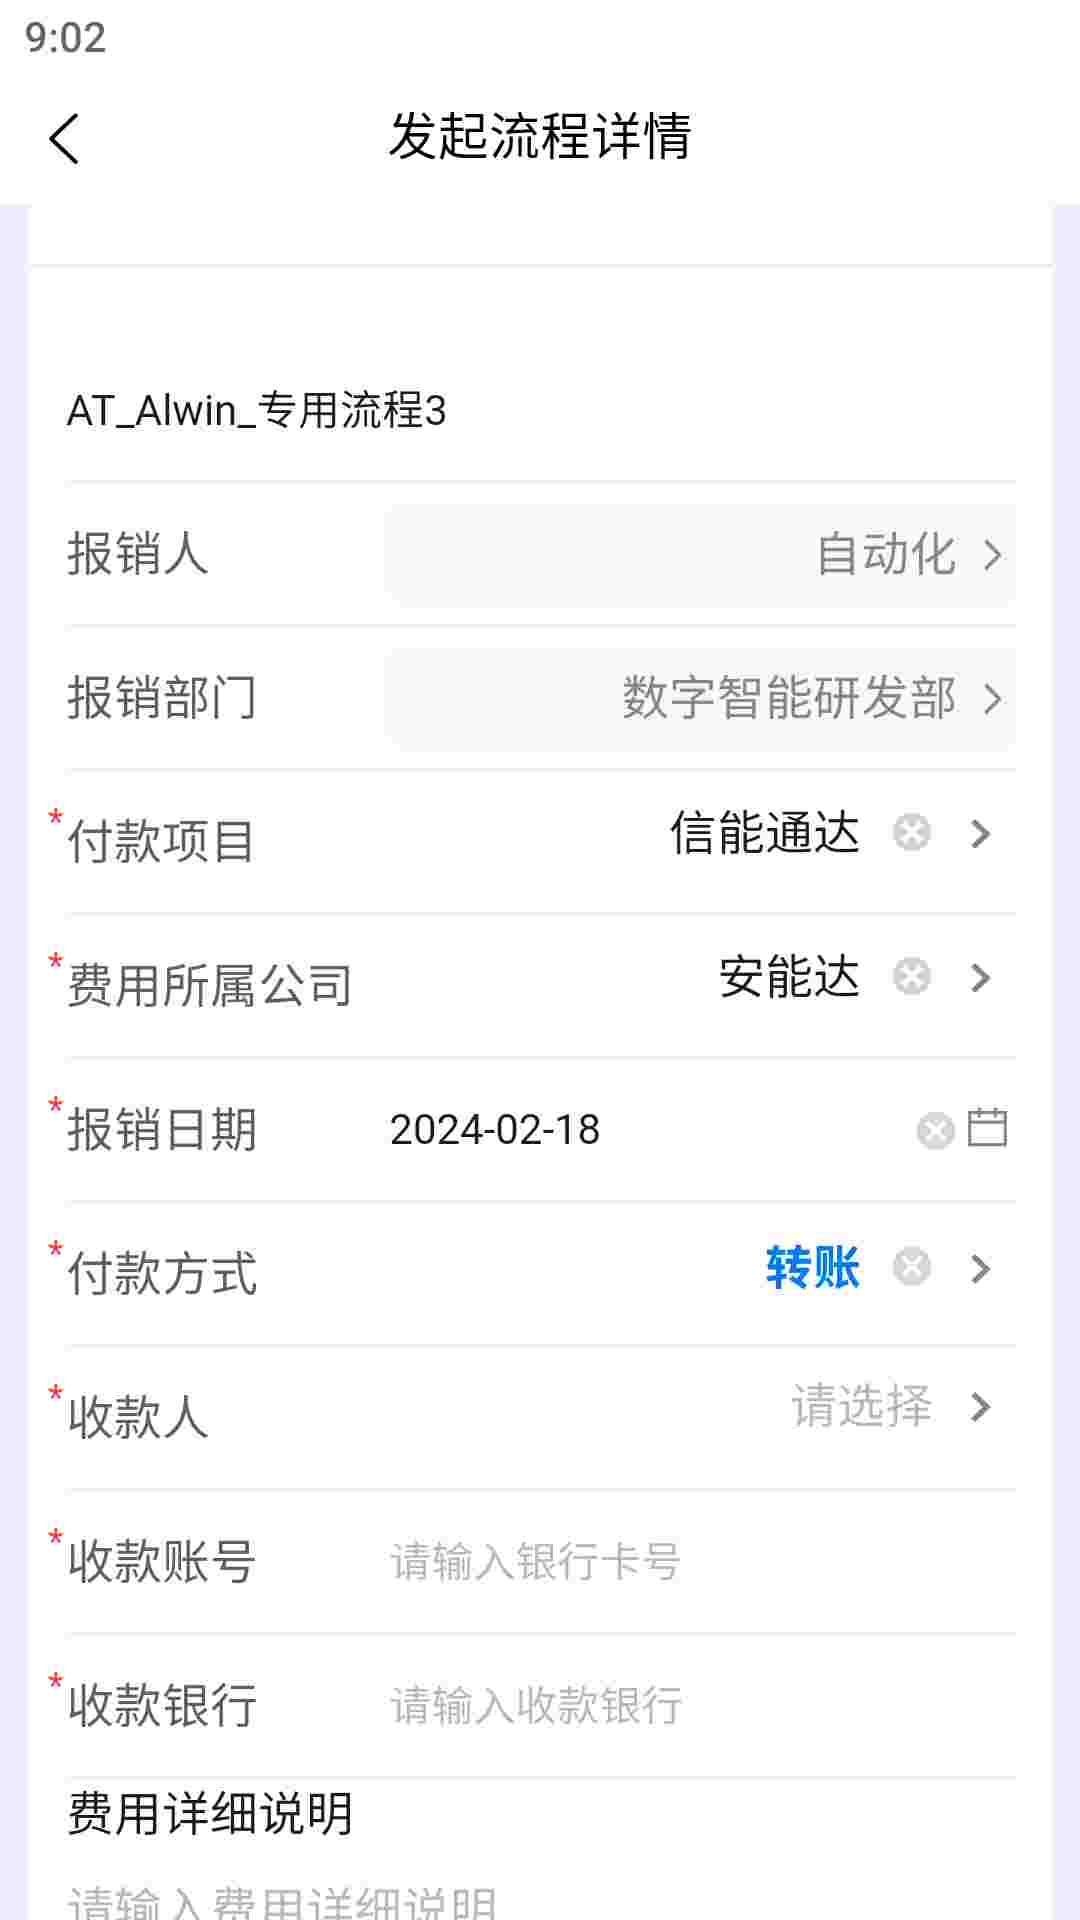 9:02
发起流程详情
AT_Alwin_专用流程3
报销人 自动化
报销部门 数字智能研发部
*付款项目 信能通达
*费用所属公司 安能达
*报销日期 2024-02-18
*付款方式 转账
*收款人 请选择
*收款账号 请输入银行卡号
*收款银行 请输入收款银行
费用详细说明
请输入费用详细说明